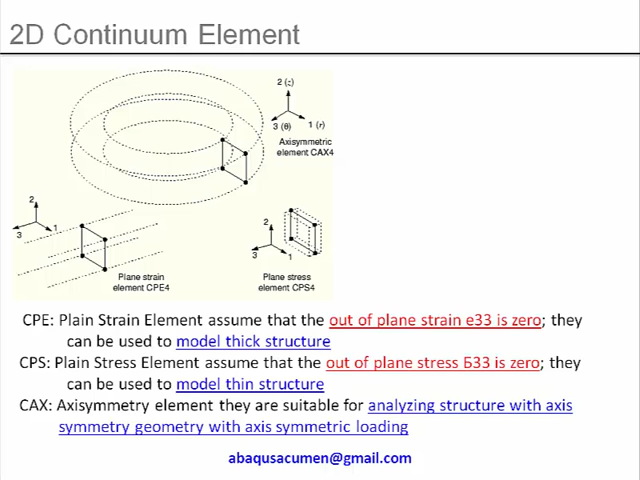 2D Continuum Element
2 (z)
3 (θ)
1 (r)
Axisymmetric
element CAX4
2
1
3
Plane strain
element CPE4
2
3
1
Plane stress
element CPS4
CPE: Plain Strain Element assume that the out of plane strain e33 is zero; they
can be used to model thick structure
CPS: Plain Stress Element assume that the out of plane stress Б33 is zero; they
can be used to model thin structure
CAX: Axisymmetry element they are suitable for analyzing structure with axis
symmetry geometry with axis symmetric loading
abaqusacumen@gmail.com